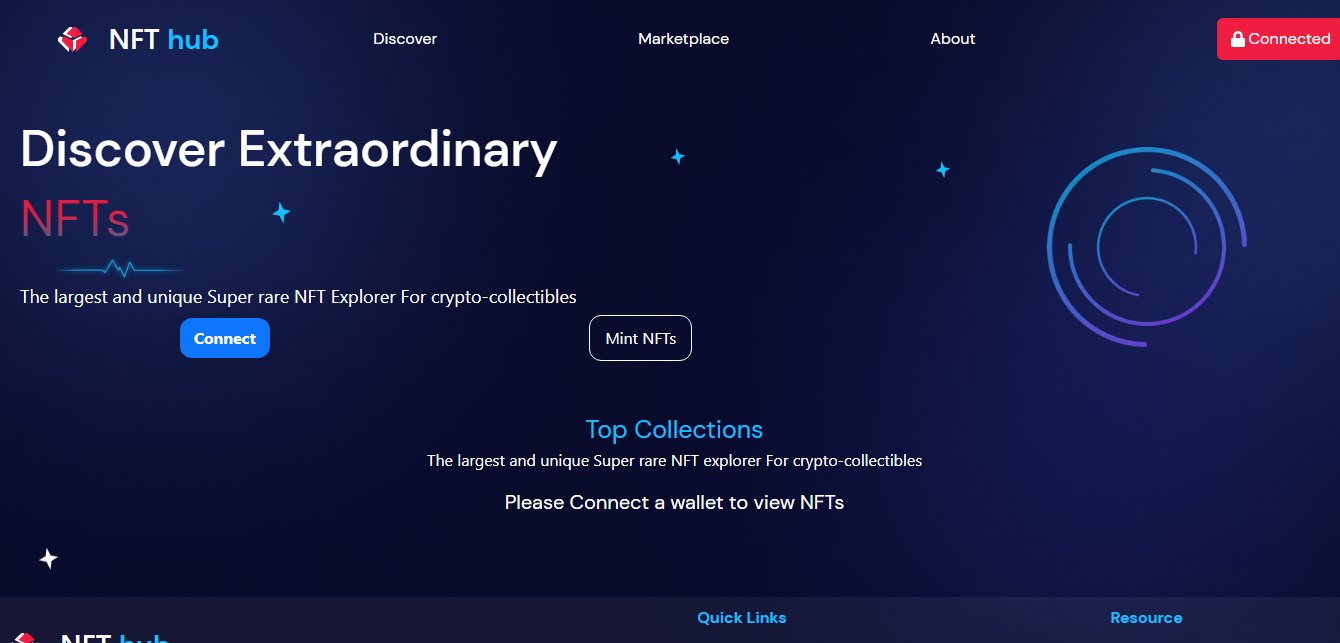 NFT hub
Discover
Marketplace
About
Connected
Discover Extraordinary
NFTs
The largest and unique Super rare NFT Explorer For crypto-collectibles
Connect
Mint NFTs
Top Collections
The largest and unique Super rare NFT explorer For crypto-collectibles
Please Connect a wallet to view NFTs
Quick Links
Resource
NFT hub